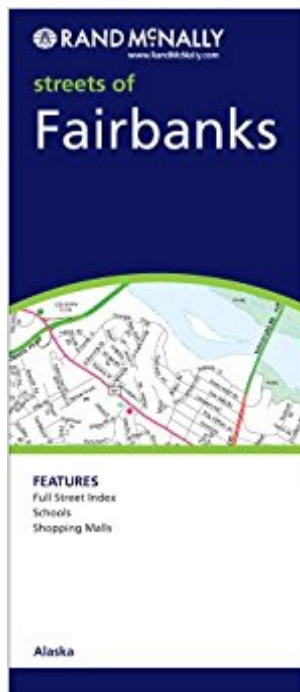 RAND McNALLY
www.RandMcNally.com
streets of
Fairbanks
FEATURES
Full Street Index
Schools
Shopping Malls
Alaska